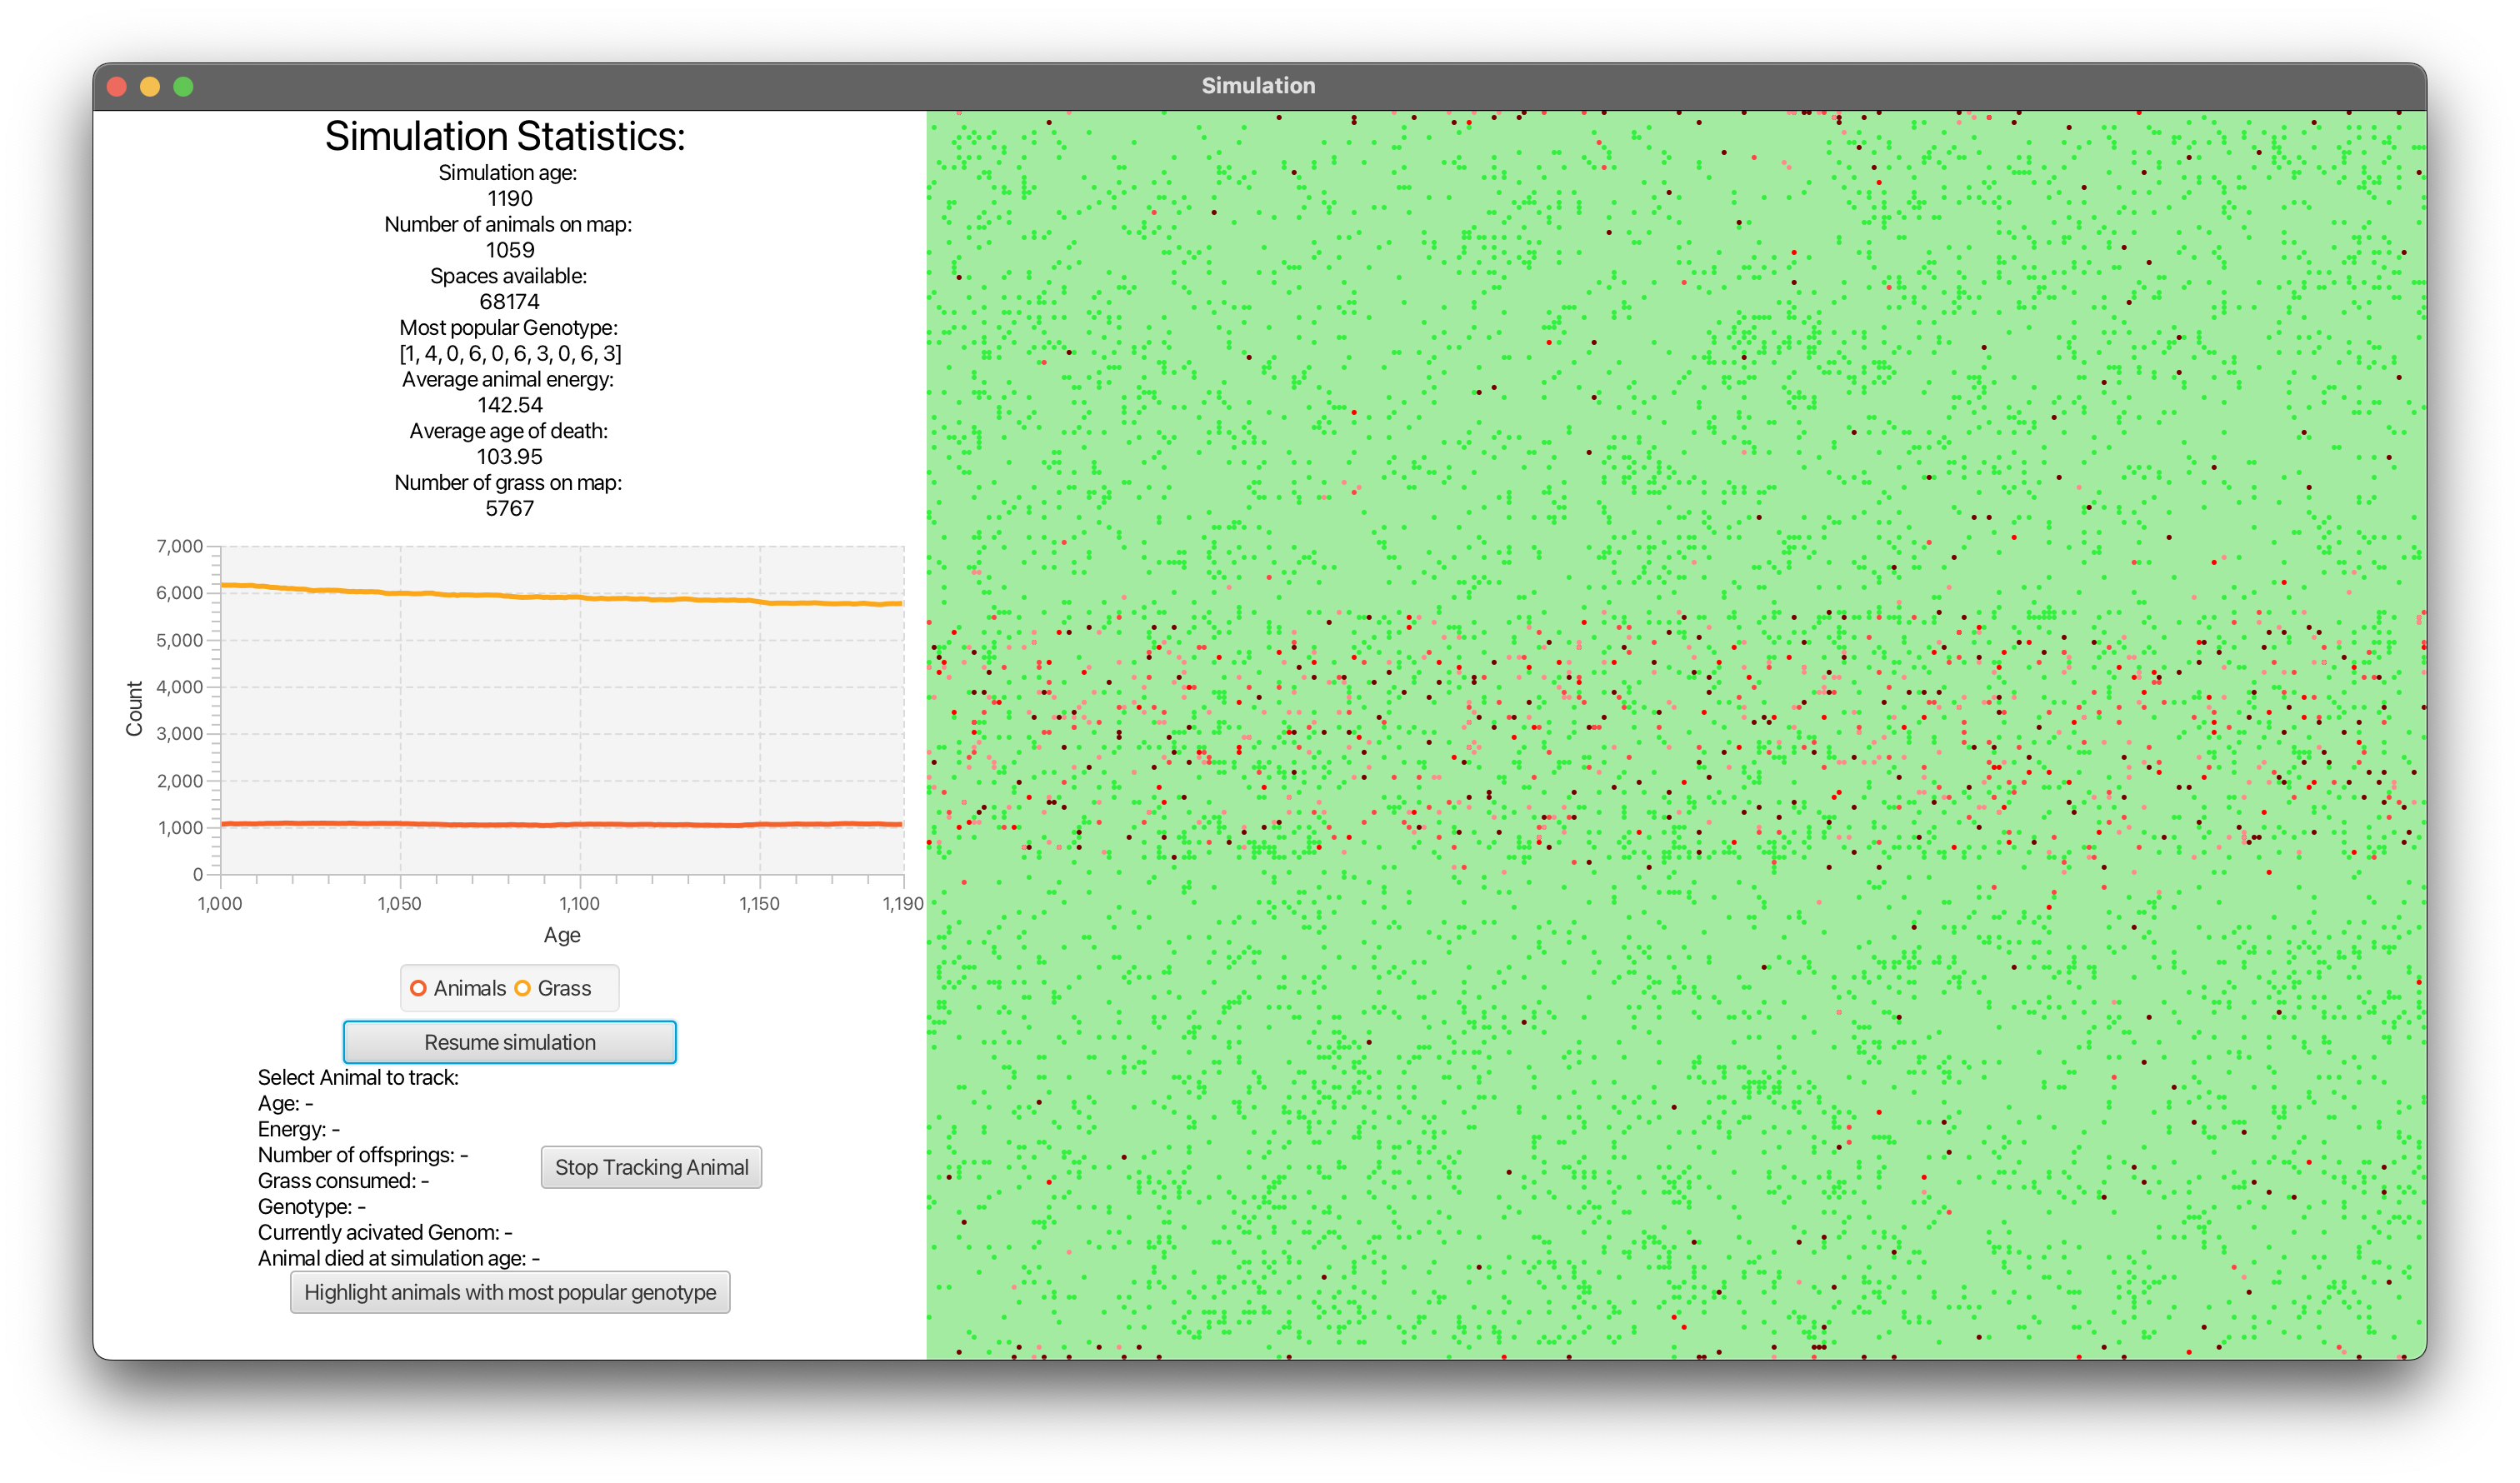 Simulation
Simulation Statistics:
Simulation age:
1190
Number of animals on map:
1059
Spaces available:
68174
Most popular Genotype:
[1, 4, 0, 6, 0, 6, 3, 0, 6, 3]
Average animal energy:
142.54
Average age of death:
103.95
Number of grass on map:
5767
7,000
6,000
5,000
4,000
3,000
2,000
1,000
0
Count
1,000 1,050 1,100 1,150 1,190
Age
Animals Grass
Resume simulation
Select Animal to track:
Age: -
Energy: -
Number of offsprings: -
Grass consumed: -
Genotype: -
Currently acivated Genom: -
Animal died at simulation age: -
Stop Tracking Animal
Highlight animals with most popular genotype